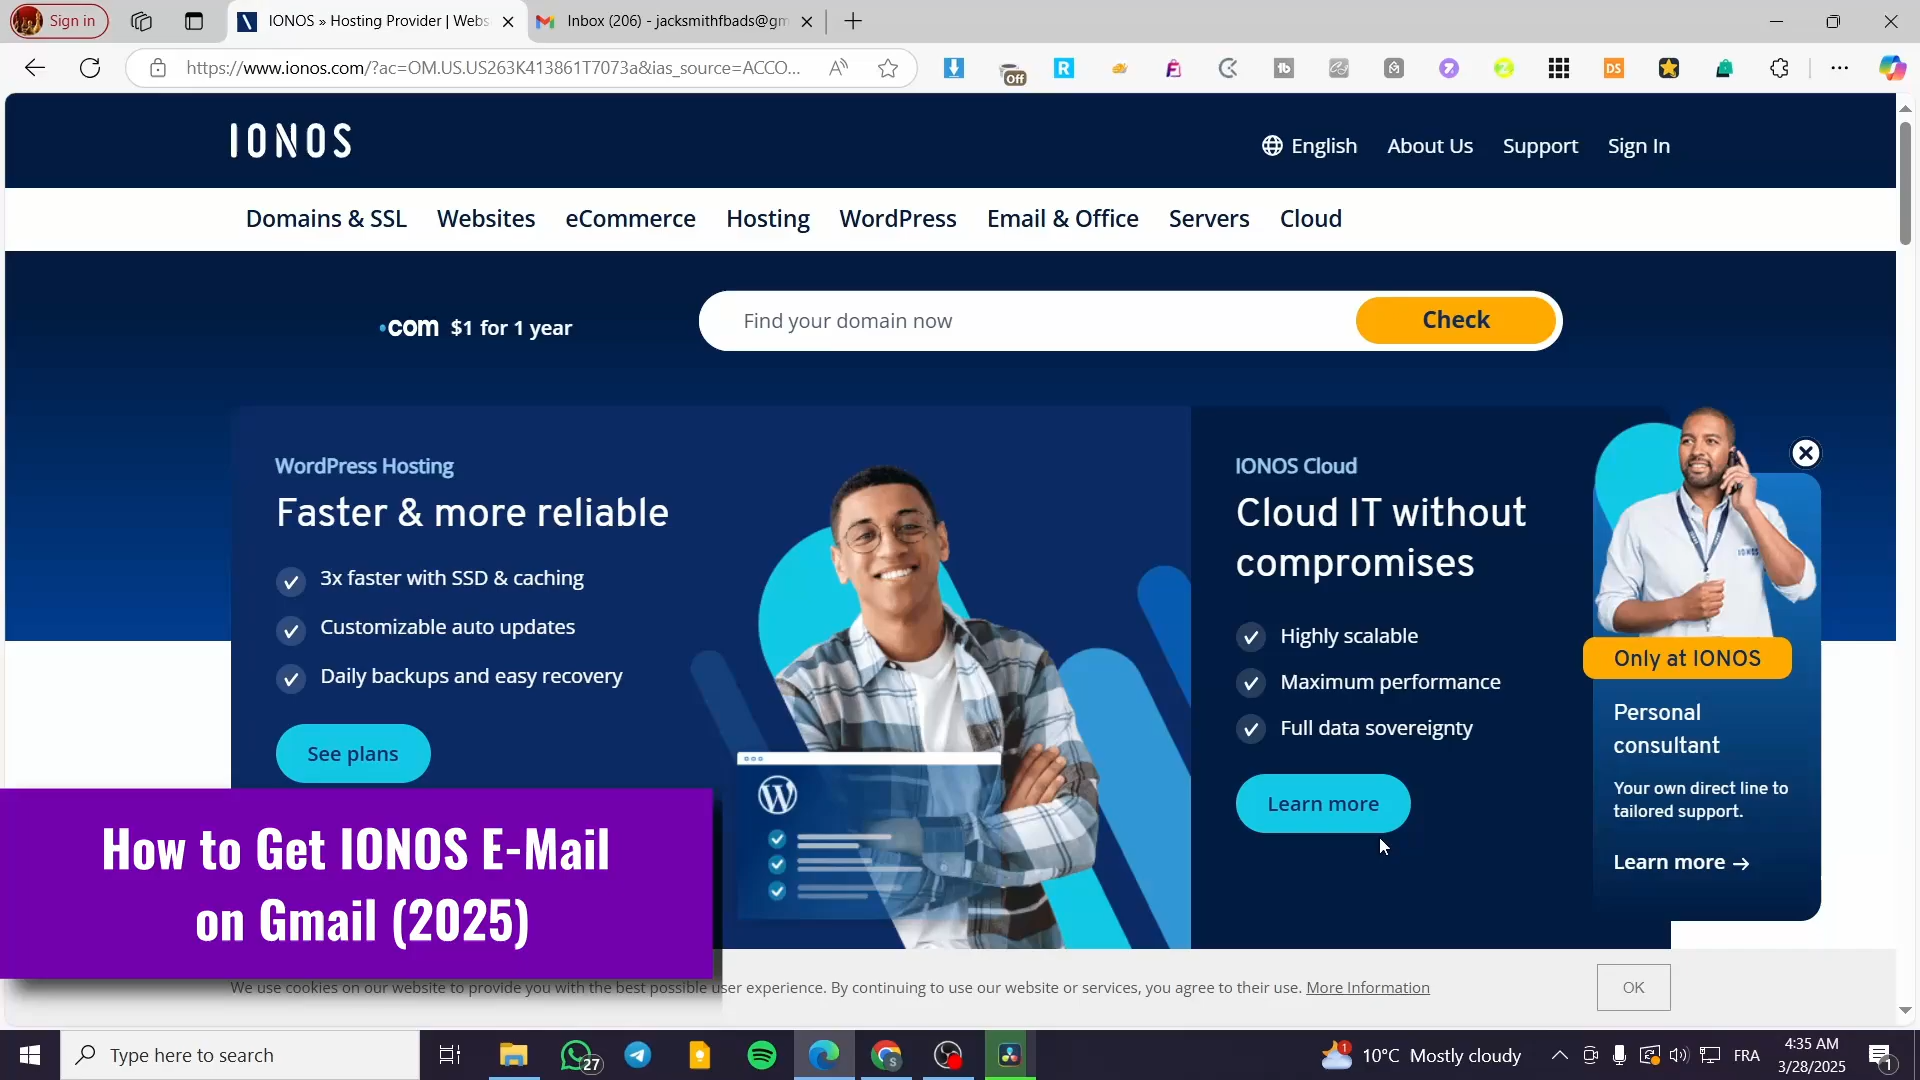 Sign in
IONOS » Hosting Provider | Webs
Inbox (206) - jacksmithfbads@gm
https://www.ionos.com/?ac=OM.US.US263K413861T7073a&ias_source=ACCO...
Off
R
tb
DS
IONOS
English
About Us
Support
Sign In
Domains & SSL
Websites
eCommerce
Hosting
WordPress
Email & Office
Servers
Cloud
.com $1 for 1 year
Find your domain now
Check
WordPress Hosting
Faster & more reliable
3x faster with SSD & caching
Customizable auto updates
Daily backups and easy recovery
See plans
IONOS Cloud
Cloud IT without
compromises
Highly scalable
Maximum performance
Full data sovereignty
Learn more
IONOS
Only at IONOS
Personal
consultant
Your own direct line to
tailored support.
Learn more →
How to Get IONOS E-Mail
on Gmail (2025)
We use cookies on our website to provide you with the best possible user experience. By continuing to use our website or services, you agree to their use. More Information
OK
Type here to search
27
S
1
10°C Mostly cloudy
FRA
4:35 AM
3/28/2025
1